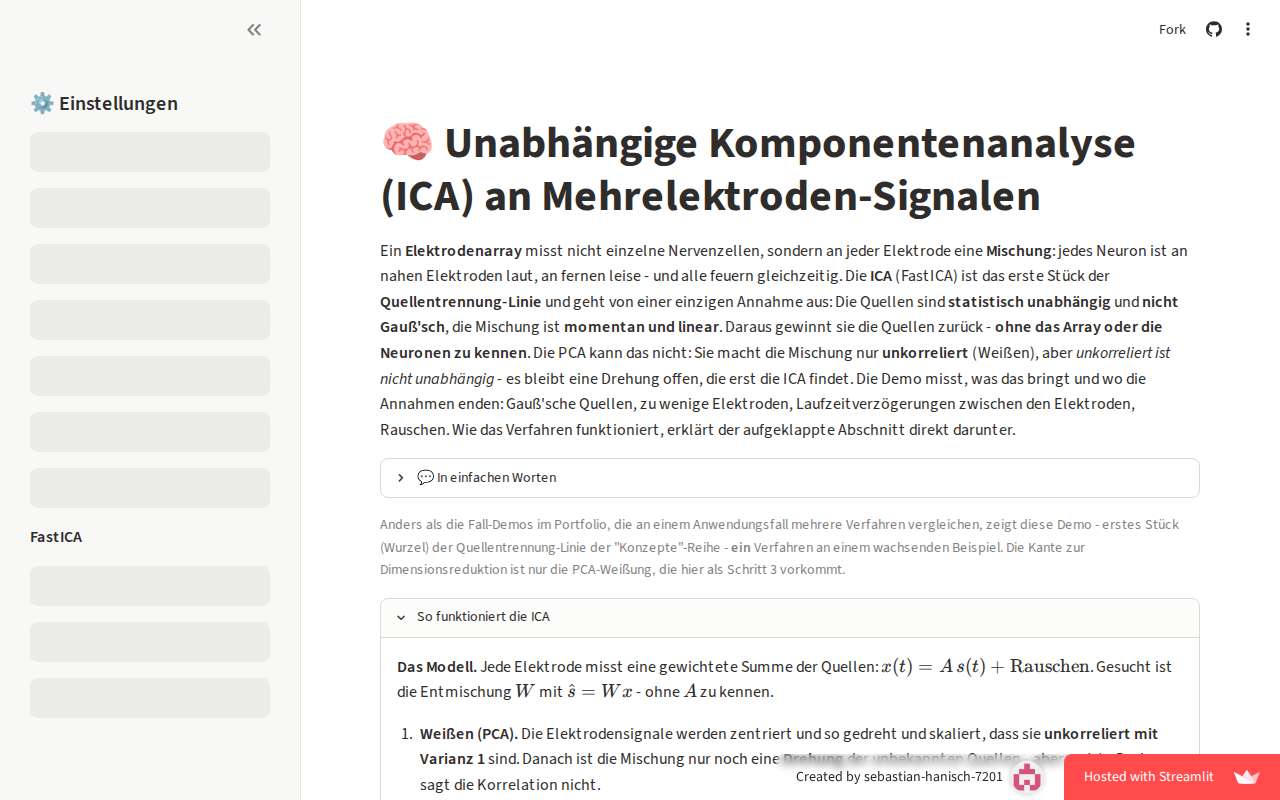 Fork
⚙️ Einstellungen
FastICA
🧠 Unabhängige Komponentenanalyse
(ICA) an Mehrelektroden-Signalen
Ein Elektrodenarray misst nicht einzelne Nervenzellen, sondern an jeder Elektrode eine Mischung: jedes Neuron ist an
nahen Elektroden laut, an fernen leise - und alle feuern gleichzeitig. Die ICA (FastICA) ist das erste Stück der
Quellentrennung-Linie und geht von einer einzigen Annahme aus: Die Quellen sind statistisch unabhängig und nicht
Gauß'sch, die Mischung ist momentan und linear. Daraus gewinnt sie die Quellen zurück - ohne das Array oder die
Neuronen zu kennen. Die PCA kann das nicht: Sie macht die Mischung nur unkorreliert (Weißen), aber unkorreliert ist
nicht unabhängig - es bleibt eine Drehung offen, die erst die ICA findet. Die Demo misst, was das bringt und wo die
Annahmen enden: Gauß'sche Quellen, zu wenige Elektroden, Laufzeitverzögerungen zwischen den Elektroden,
Rauschen. Wie das Verfahren funktioniert, erklärt der aufgeklappte Abschnitt direkt darunter.
💬 In einfachen Worten
Anders als die Fall-Demos im Portfolio, die an einem Anwendungsfall mehrere Verfahren vergleichen, zeigt diese Demo - erstes Stück
(Wurzel) der Quellentrennung-Linie der "Konzepte"-Reihe - ein Verfahren an einem wachsenden Beispiel. Die Kante zur
Dimensionsreduktion ist nur die PCA-Weißung, die hier als Schritt 3 vorkommt.
So funktioniert die ICA
Das Modell. Jede Elektrode misst eine gewichtete Summe der Quellen: x(t) = A s(t) + Rauschen. Gesucht ist
die Entmischung W mit ŝ = W x - ohne A zu kennen.
1. Weißen (PCA). Die Elektrodensignale werden zentriert und so gedreht und skaliert, dass sie unkorreliert mit
Varianz 1 sind. Danach ist die Mischung nur noch eine Drehung der unbekannten Quellen - aber
sagt die Korrelation nicht.
Created by sebastian-hanisch-7201
Hosted with Streamlit